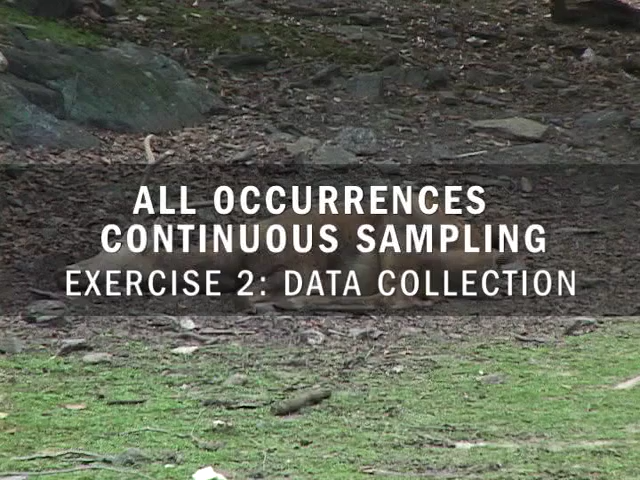 ALL OCCURRENCES
CONTINUOUS SAMPLING
EXERCISE 2: DATA COLLECTION